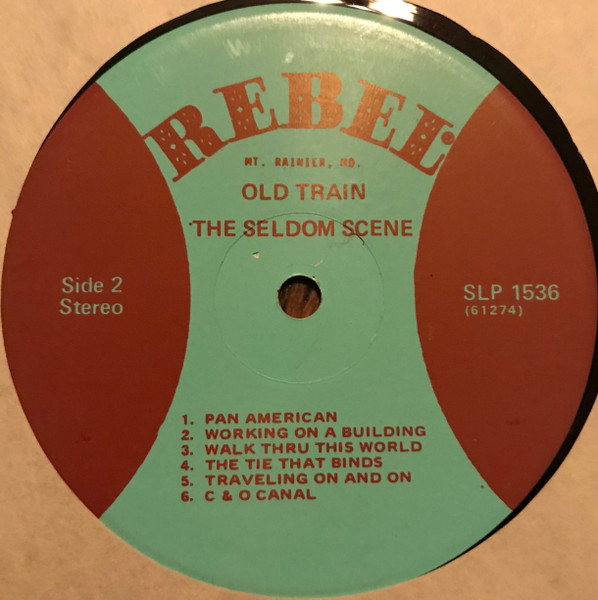 REBEL
MT. RAINIER, MD.
OLD TRAIN
THE SELDOM SCENE
Side 2
Stereo
SLP 1536
(61274)
1. PAN AMERICAN
2. WORKING ON A BUILDING
3. WALK THRU THIS WORLD
4. THE TIE THAT BINDS
5. TRAVELING ON AND ON
6. C & O CANAL